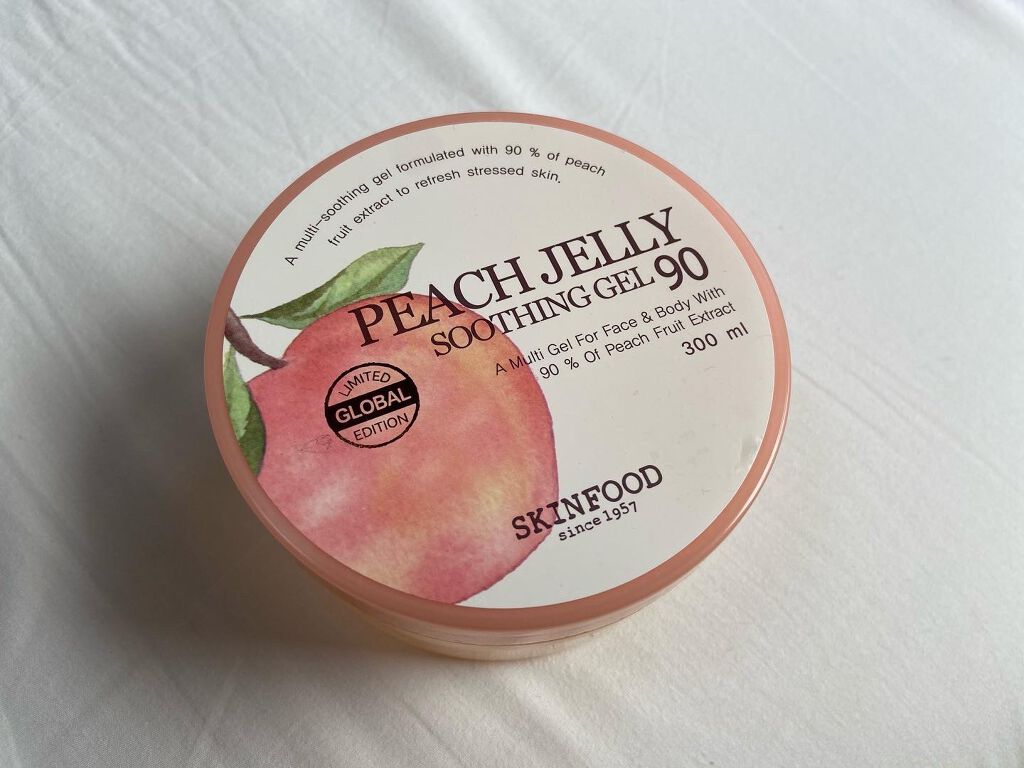 A multi-soothing gel formulated with 90 % of peach
fruit extract to refresh stressed skin.
PEACH JELLY
SOOTHING GEL 90
A Multi Gel For Face & Body With
90 % Of Peach Fruit Extract
300 ml
LIMITED
GLOBAL
EDITION
SKINFOOD
since 1957